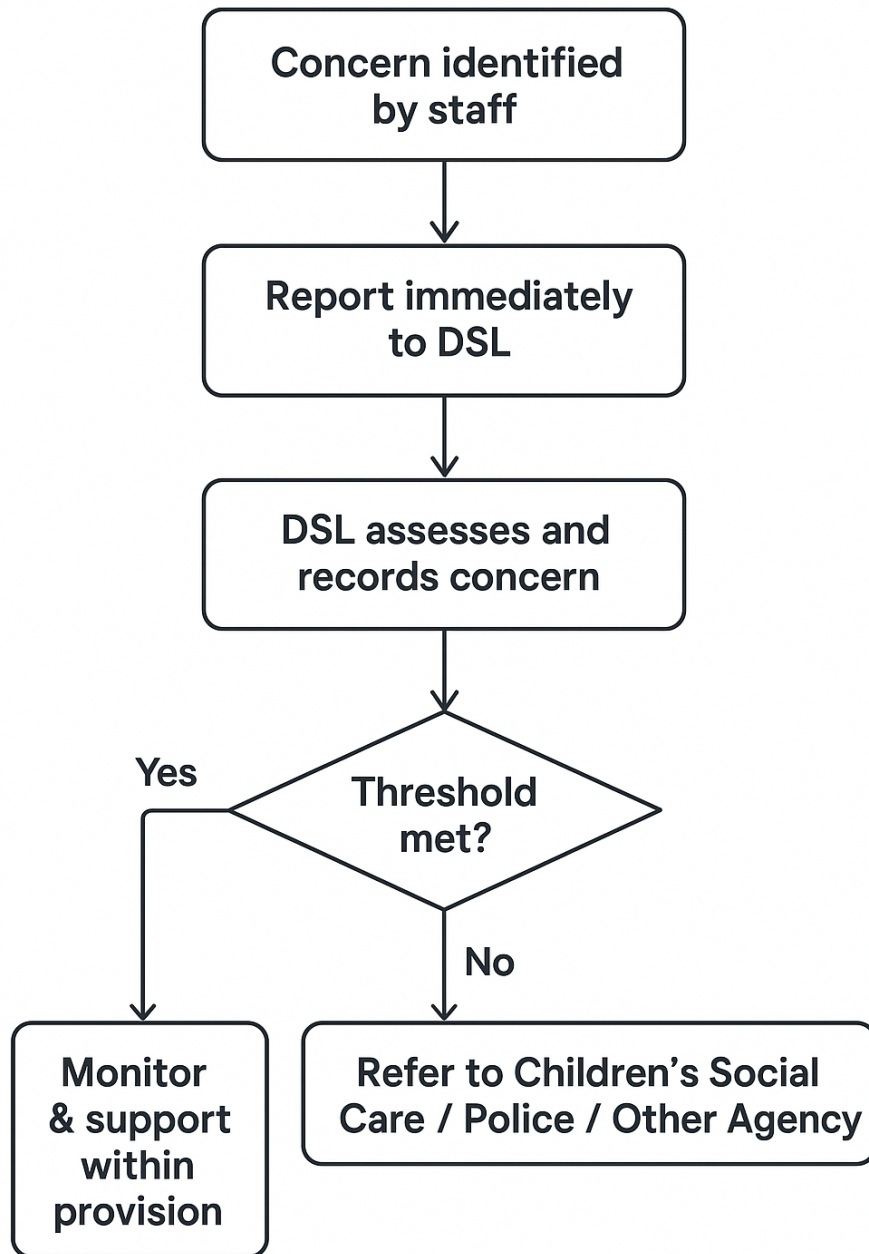 Concern identified
by staff
Report immediately
to DSL
DSL assesses and
records concern
Threshold
met?
Yes
No
Monitor
& support
within
provision
Refer to Children's Social
Care / Police / Other Agency